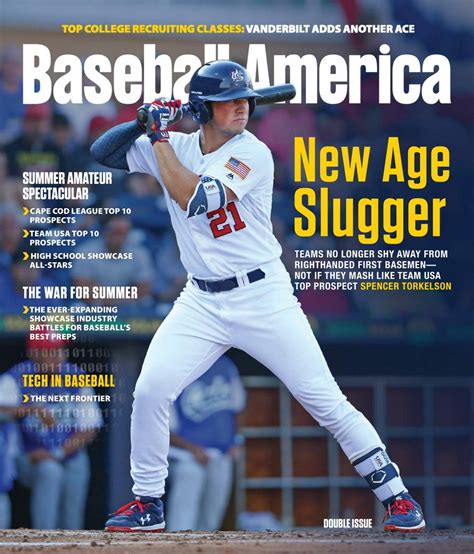 TOP COLLEGE RECRUITING CLASSES: VANDERBILT ADDS ANOTHER ACE
Baseball America
New Age
Slugger
TEAMS NO LONGER SHY AWAY FROM
RIGHTHANDED FIRST BASEMEN—
NOT IF THEY MASH LIKE TEAM USA
TOP PROSPECT SPENCER TORKELSON
SUMMER AMATEUR
SPECTACULAR
CAPE COD LEAGUE TOP 10
PROSPECTS
TEAM USA TOP 10
PROSPECTS
HIGH SCHOOL SHOWCASE
ALL-STARS
THE WAR FOR SUMMER
THE EVER-EXPANDING
SHOWCASE INDUSTRY
BATTLES FOR BASEBALL'S
BEST PREPS
TECH IN BASEBALL
THE NEXT FRONTIER
21
DOUBLE ISSUE